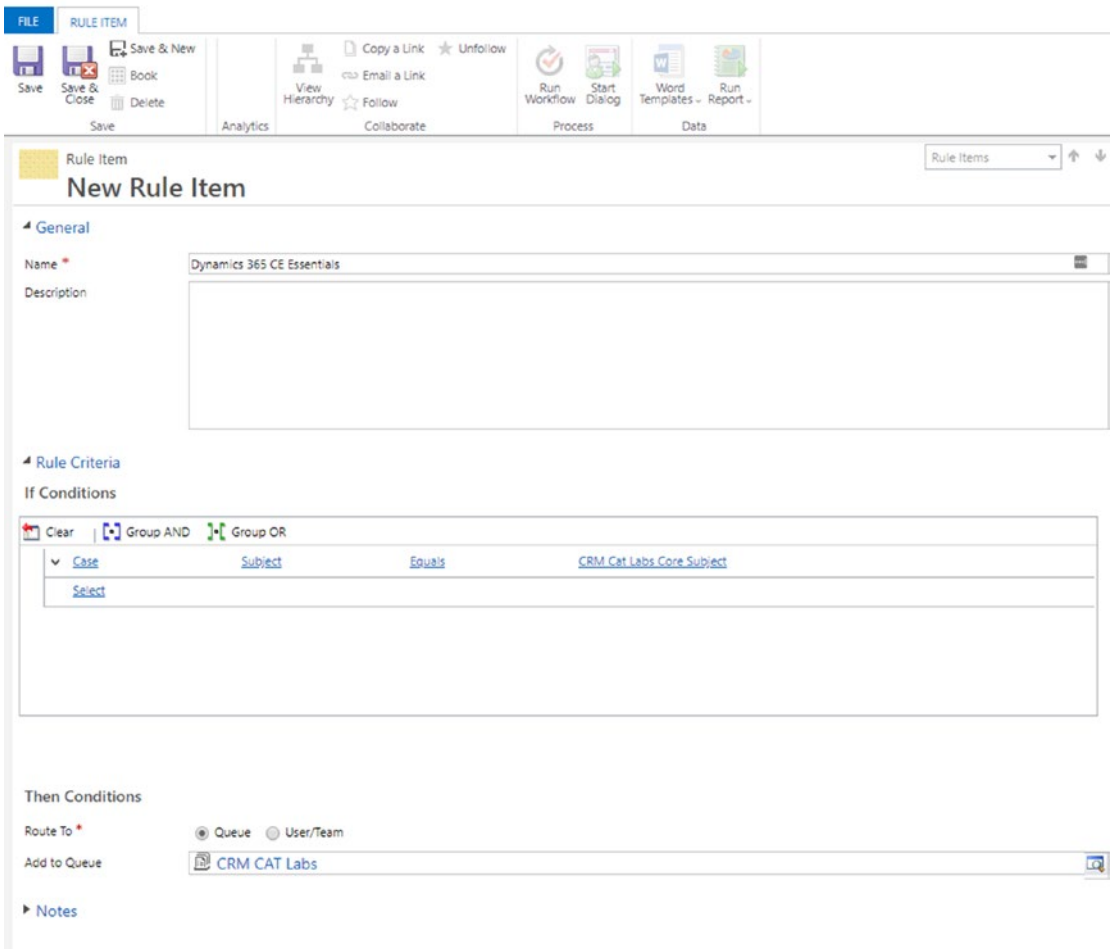 FILE RULE ITEM
Save
Save & Close
Save & New
Book
Delete
Save
Analytics
View Hierarchy
Copy a Link
Unfollow
Email a Link
Follow
Collaborate
Run Workflow
Start Dialog
Process
Word Templates
Run Report
Data
Rule Item
New Rule Item
Rule Items
General
Name * Dynamics 365 CE Essentials
Description
Rule Criteria
If Conditions
Clear | Group AND Group OR
Case Subject Equals CRM Cat Labs Core Subject
Select
Then Conditions
Route To * Queue User/Team
Add to Queue CRM CAT Labs
Notes